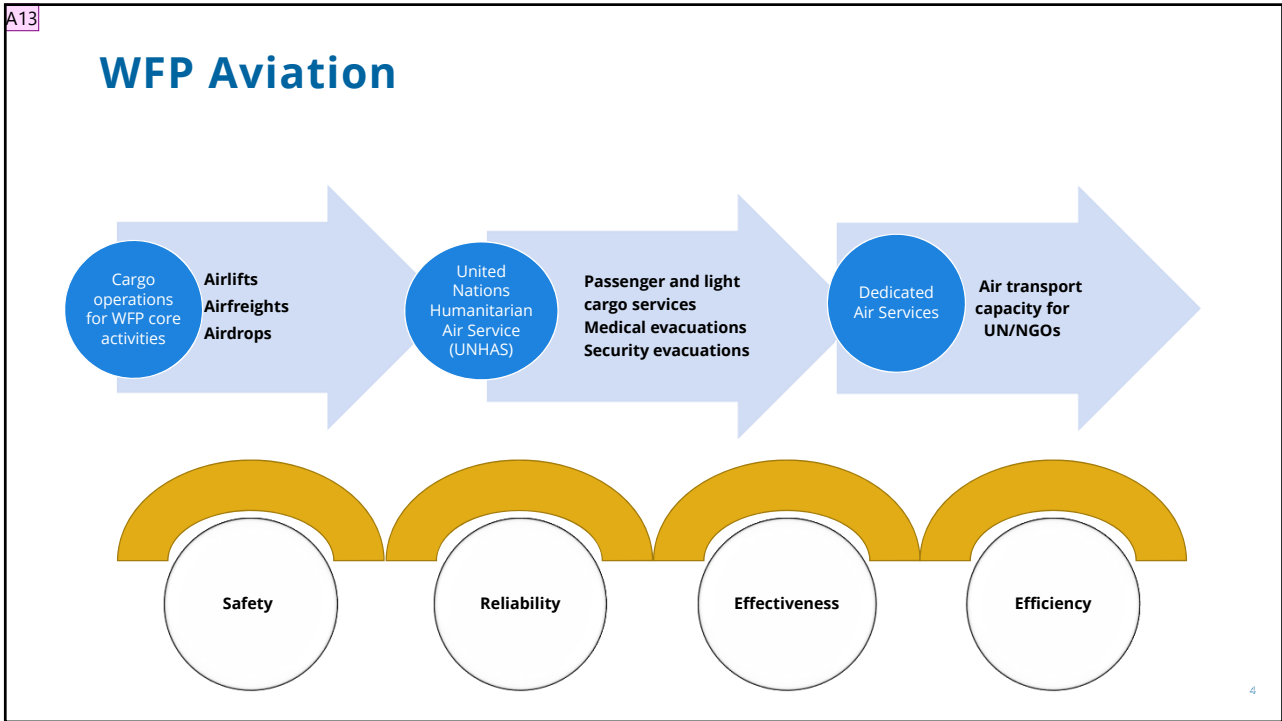 A13
WFP Aviation
Cargo
operations
for WFP core
activities
Airlifts
Airfreights
Airdrops
United
Nations
Humanitarian
Air Service
(UNHAS)
Passenger and light
cargo services
Medical evacuations
Security evacuations
Dedicated
Air Services
Air transport
capacity for
UN/NGOs
Safety
Reliability
Effectiveness
Efficiency
4